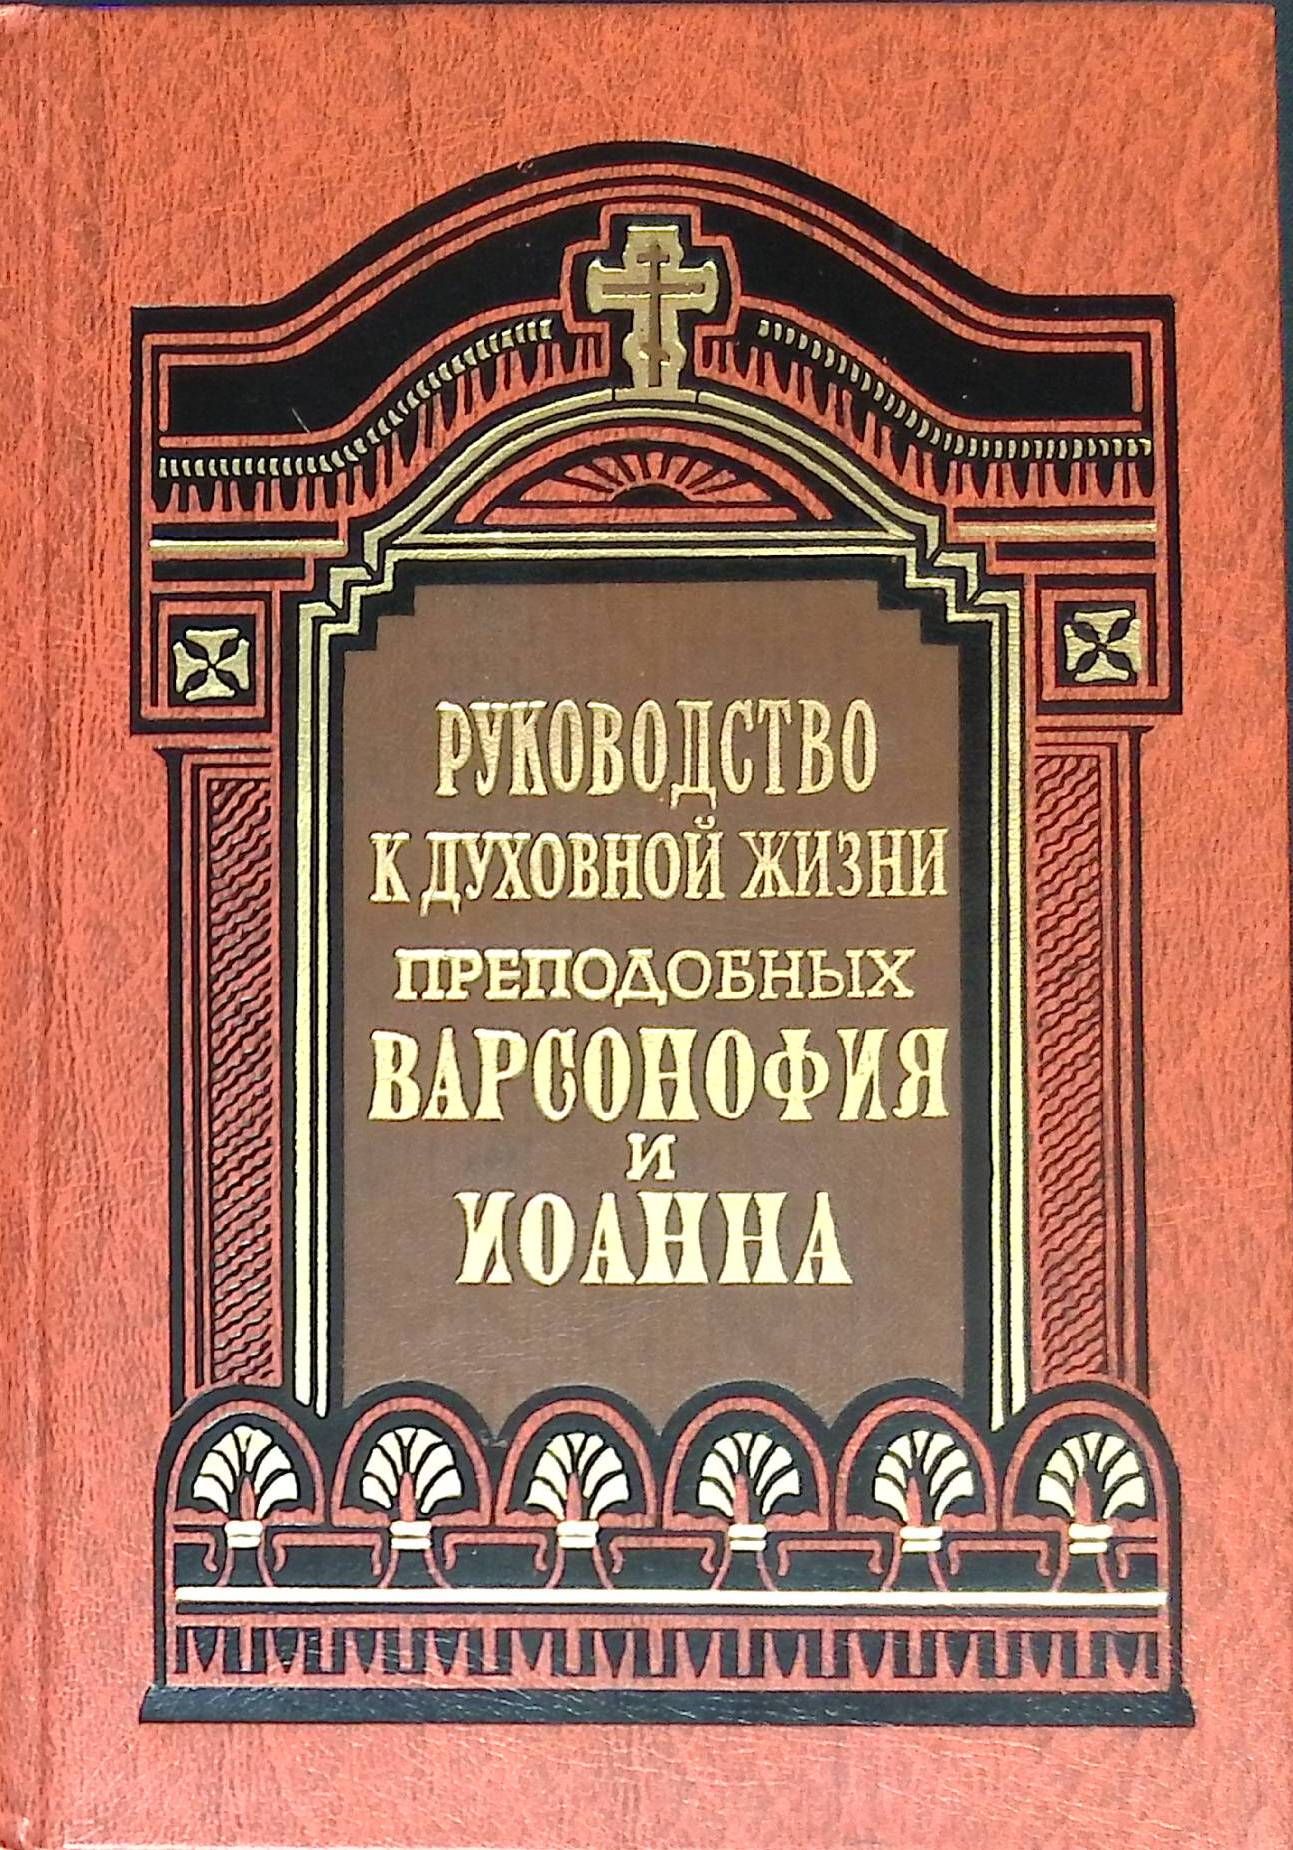 РУКОВОДСТВО
К ДУХОВНОЙ ЖИЗНИ
ПРЕПОДОБНЫХ
ВАРСОНОФИЯ
И
ИОАННА